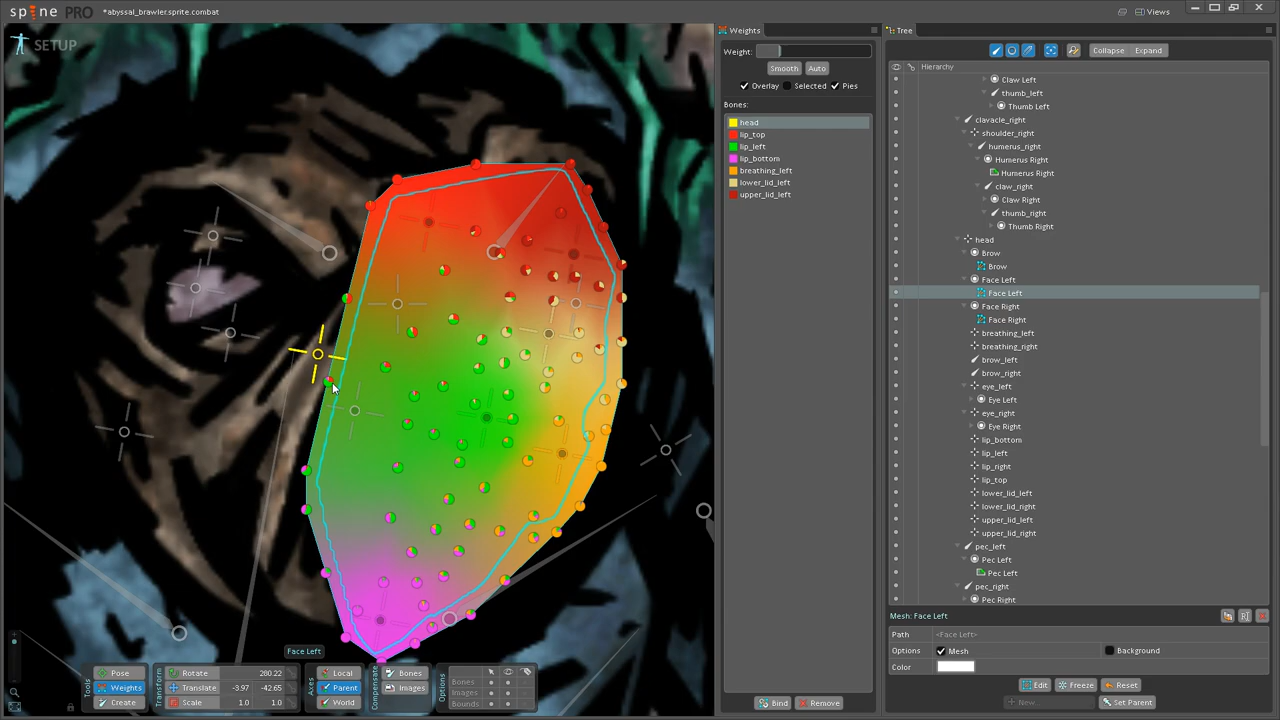 spine PRO
*abyssal_brawler.sprite.combat
Views
SETUP
Weights
Weight:
Smooth
Auto
Overlay
Selected
Pies
Bones:
head
lip_top
lip_left
lip_bottom
breathing_left
lower_lid_left
upper_lid_left
Bind
Remove
Tree
Collapse
Expand
Hierarchy
Claw Left
thumb_left
Thumb Left
clavacle_right
shoulder_right
humerus_right
Humerus Right
Humerus Right
claw_right
Claw Right
thumb_right
Thumb Right
head
Brow
Brow
Face Left
Face Left
Face Right
Face Right
breathing_left
breathing_right
brow_left
brow_right
eye_left
Eye Left
eye_right
Eye Right
lip_bottom
lip_left
lip_right
lip_top
lower_lid_left
lower_lid_right
upper_lid_left
upper_lid_right
pec_left
Pec Left
Pec Left
pec_right
Pec Right
Mesh: Face Left
Path <Face Left>
Options Mesh Background
Color
Edit Freeze Reset
New... Set Parent
Face Left
Tools
Pose
Weights
Create
Transform
Rotate 280.22
Translate -3.97 -42.65
Scale 1.0 1.0
Axes
Local
Parent
World
Compensate
Bones
Images
Options
Bones
Images
Bounds